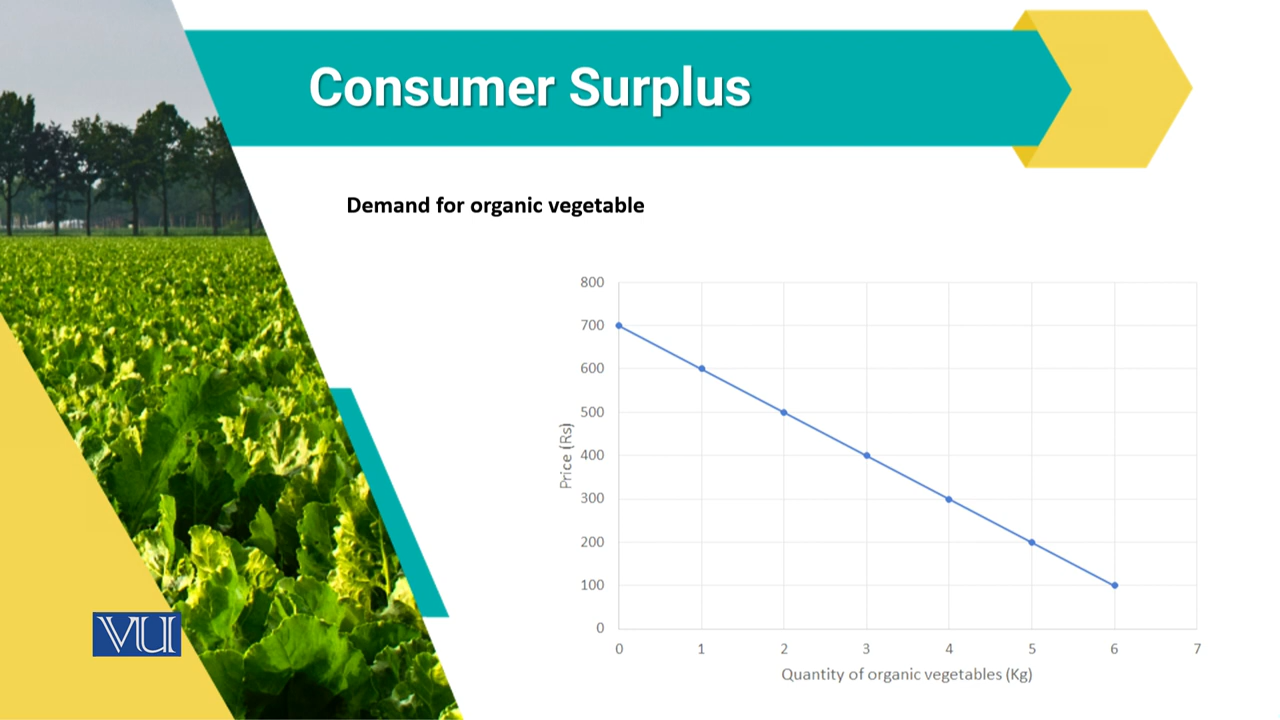 Consumer Surplus
Demand for organic vegetable
800
700
600
500
400
300
200
100
0
Price (Rs)
0 1 2 3 4 5 6 7
Quantity of organic vegetables (Kg)
VU